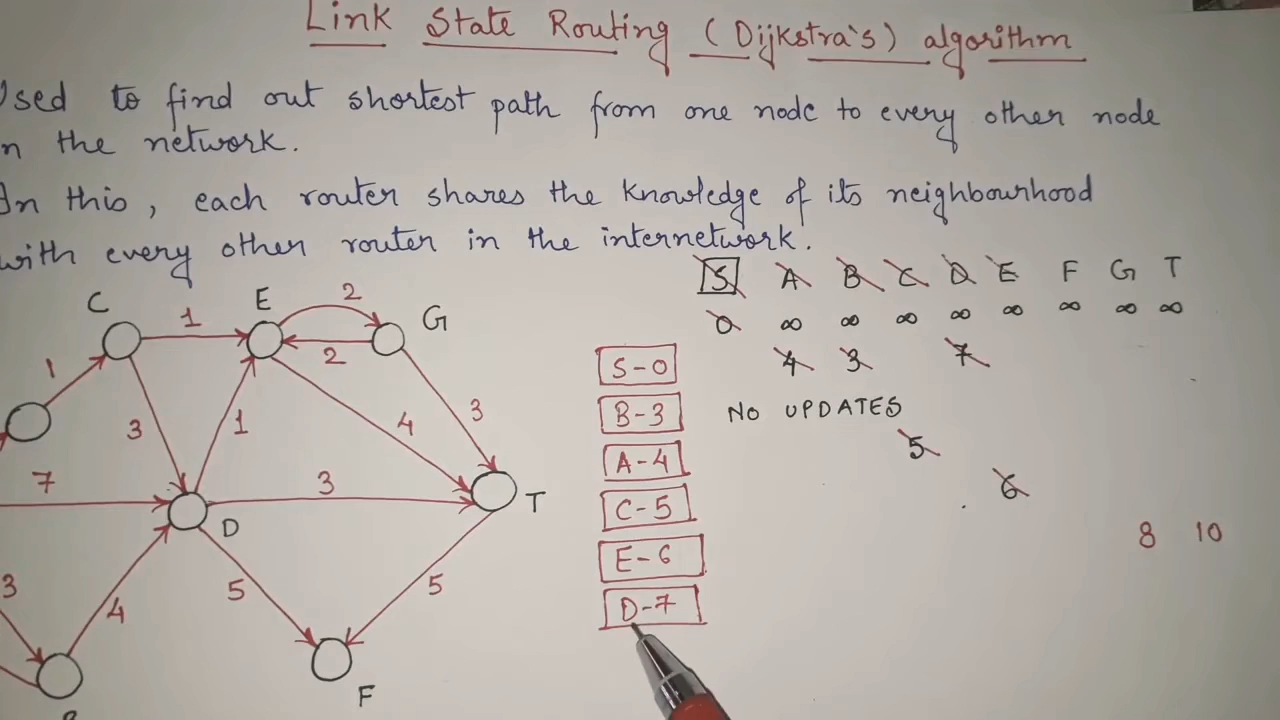 Link State Routing (Dijkstra's) algorithm
Used to find out shortest path from one node to every other node
in the network.
In this, each router shares the knowledge of its neighbourhood
with every other router in the internetwork.
S A B C D E F G T
0 ∞ ∞ ∞ ∞ ∞ ∞ ∞ ∞
4 3 7
NO UPDATES
5
6
8 10
S-0
B-3
A-4
C-5
E-6
D-7
C 1 E 2 G
1 2
3 1 4 3
7 3 T
D
3 4 5 5
F